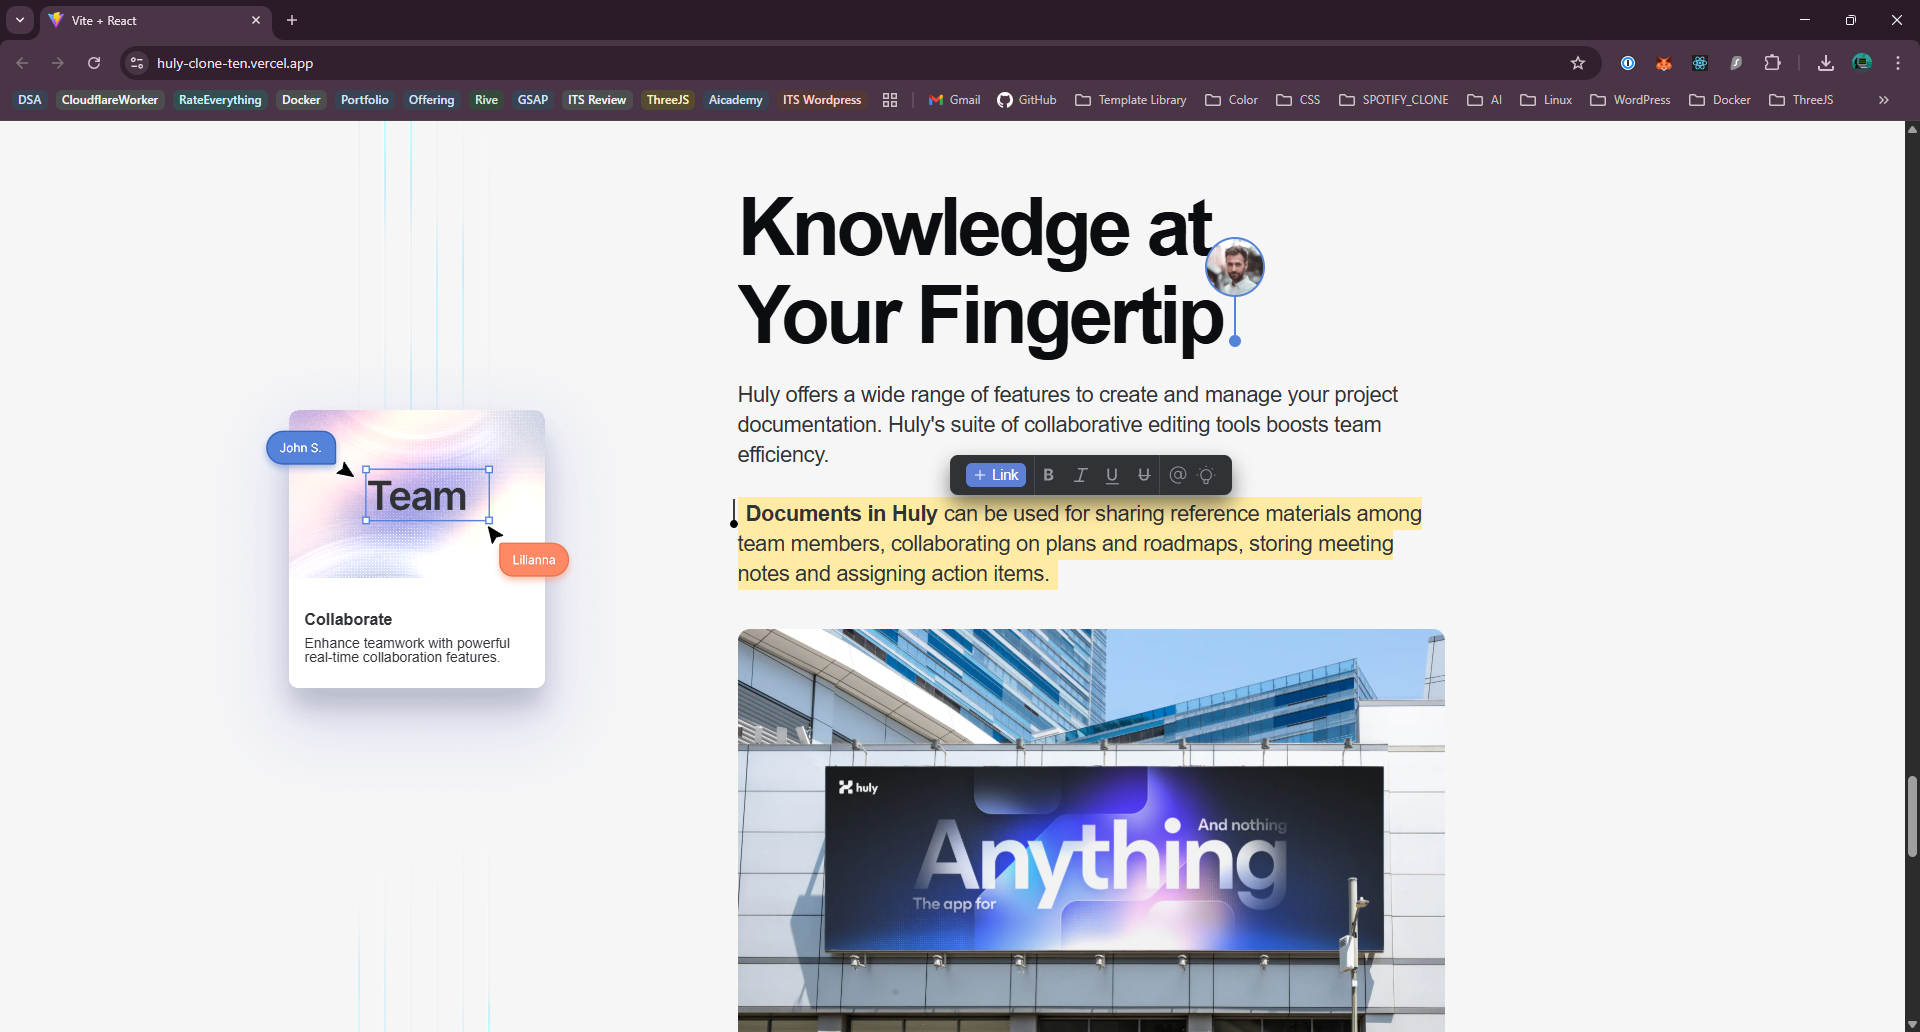 Vite + React
huly-clone-ten.vercel.app
DSA CloudflareWorker RateEverything Docker Portfolio Offering Rive GSAP ITS Review ThreeJS Aicademy ITS Wordpress Gmail GitHub Template Library Color CSS SPOTIFY_CLONE AI Linux WordPress Docker ThreeJS
Knowledge at
Your Fingertip
Huly offers a wide range of features to create and manage your project
documentation. Huly's suite of collaborative editing tools boosts team
efficiency.
+ Link B I U U @
Documents in Huly can be used for sharing reference materials among
team members, collaborating on plans and roadmaps, storing meeting
notes and assigning action items.
John S.
Team
Lilianna
Collaborate
Enhance teamwork with powerful
real-time collaboration features.
huly
And nothing
Anything
The app for